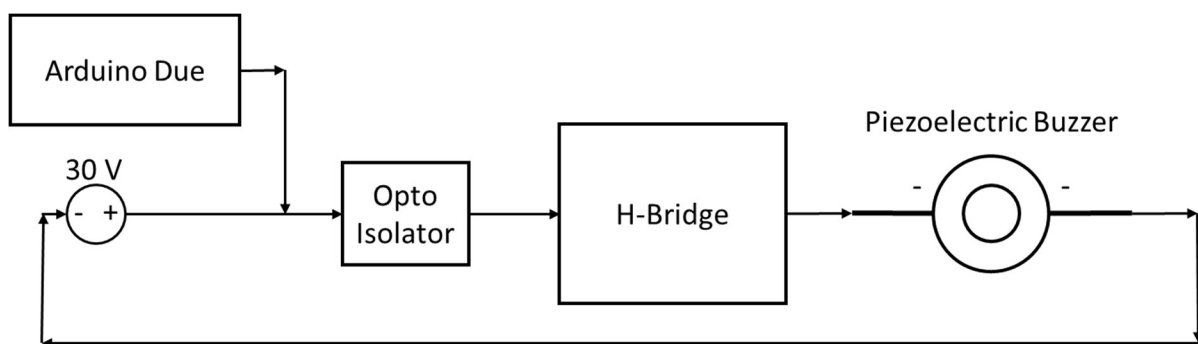 Arduino Due
Piezoelectric Buzzer
30 V
- +
Opto
Isolator
H-Bridge
- -